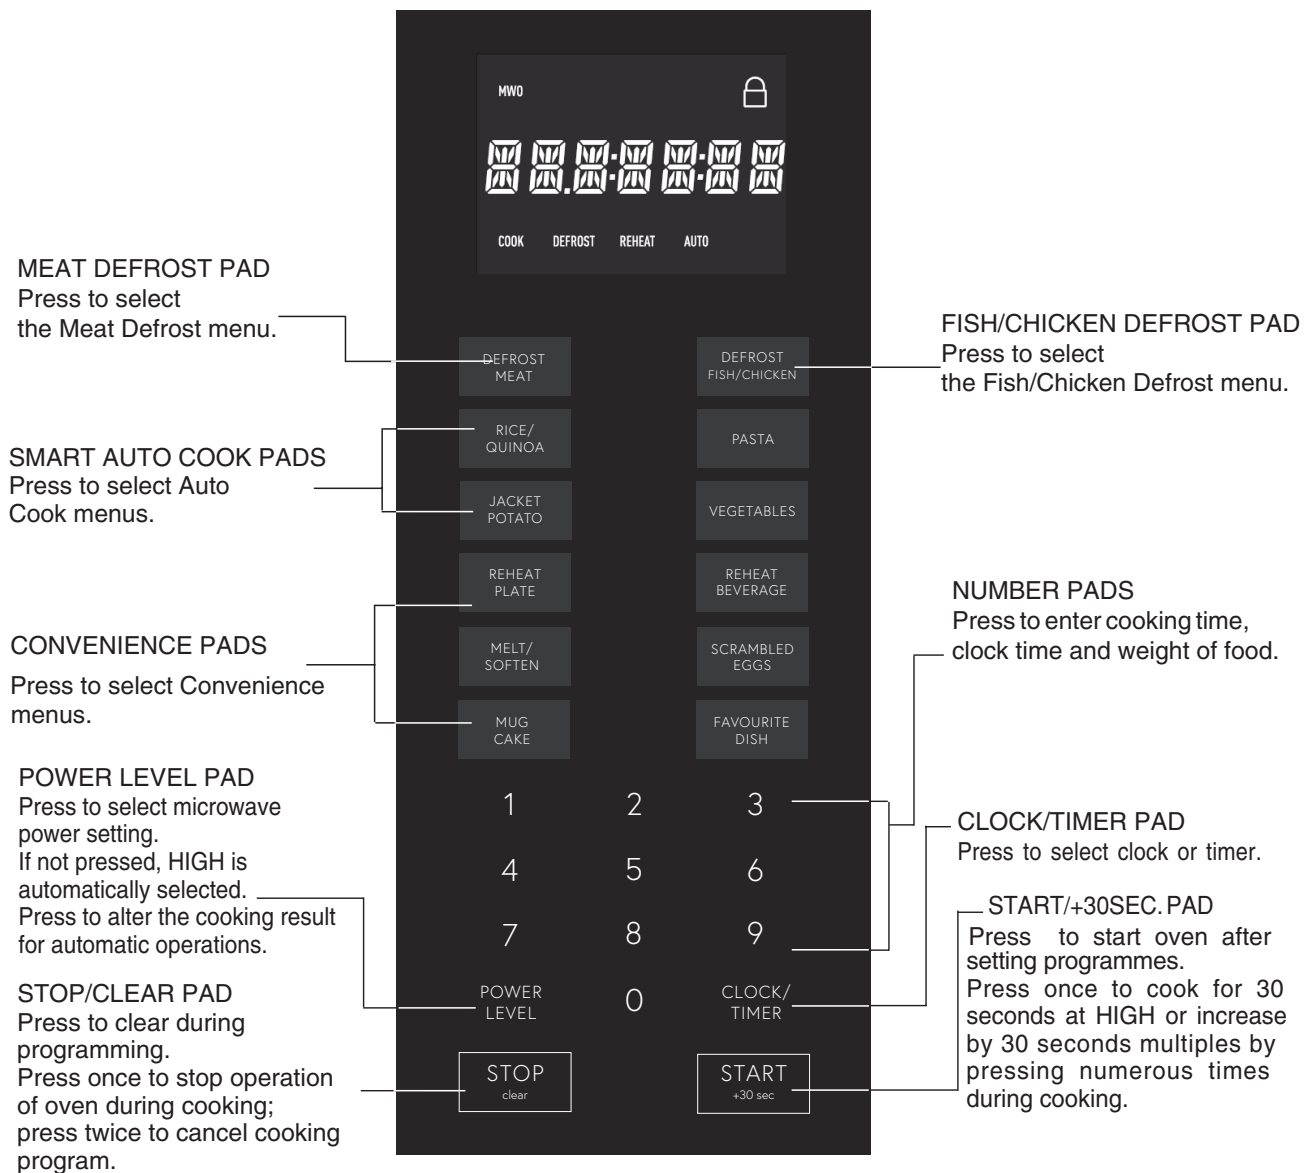 MWO
88.8:88:88
COOK DEFROST REHEAT AUTO
MEAT DEFROST PAD
Press to select
the Meat Defrost menu.
SMART AUTO COOK PADS
Press to select Auto
Cook menus.
CONVENIENCE PADS
Press to select Convenience
menus.
POWER LEVEL PAD
Press to select microwave
power setting.
If not pressed, HIGH is
automatically selected.
Press to alter the cooking result
for automatic operations.
STOP/CLEAR PAD
Press to clear during
programming.
Press once to stop operation
of oven during cooking;
press twice to cancel cooking
program.
DEFROST
MEAT
DEFROST
FISH/CHICKEN
RICE/
QUINOA
PASTA
JACKET
POTATO
VEGETABLES
REHEAT
PLATE
REHEAT
BEVERAGE
MELT/
SOFTEN
SCRAMBLED
EGGS
MUG
CAKE
FAVOURITE
DISH
1 2 3
4 5 6
7 8 9
POWER
LEVEL
0
CLOCK/
TIMER
STOP
clear
START
+30 sec
FISH/CHICKEN DEFROST PAD
Press to select
the Fish/Chicken Defrost menu.
NUMBER PADS
Press to enter cooking time,
clock time and weight of food.
CLOCK/TIMER PAD
Press to select clock or timer.
START/+30SEC. PAD
Press to start oven after
setting programmes.
Press once to cook for 30
seconds at HIGH or increase
by 30 seconds multiples by
pressing numerous times
during cooking.